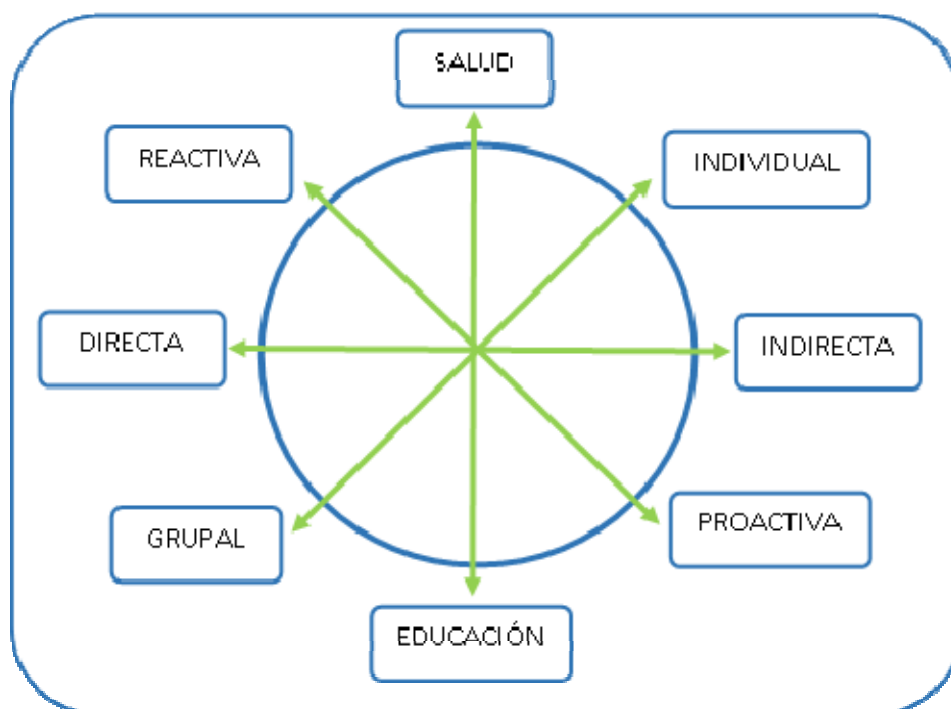 SALUD
REACTIVA
INDIVIDUAL
DIRECTA
INDIRECTA
GRUPAL
PROACTIVA
EDUCACIÓN